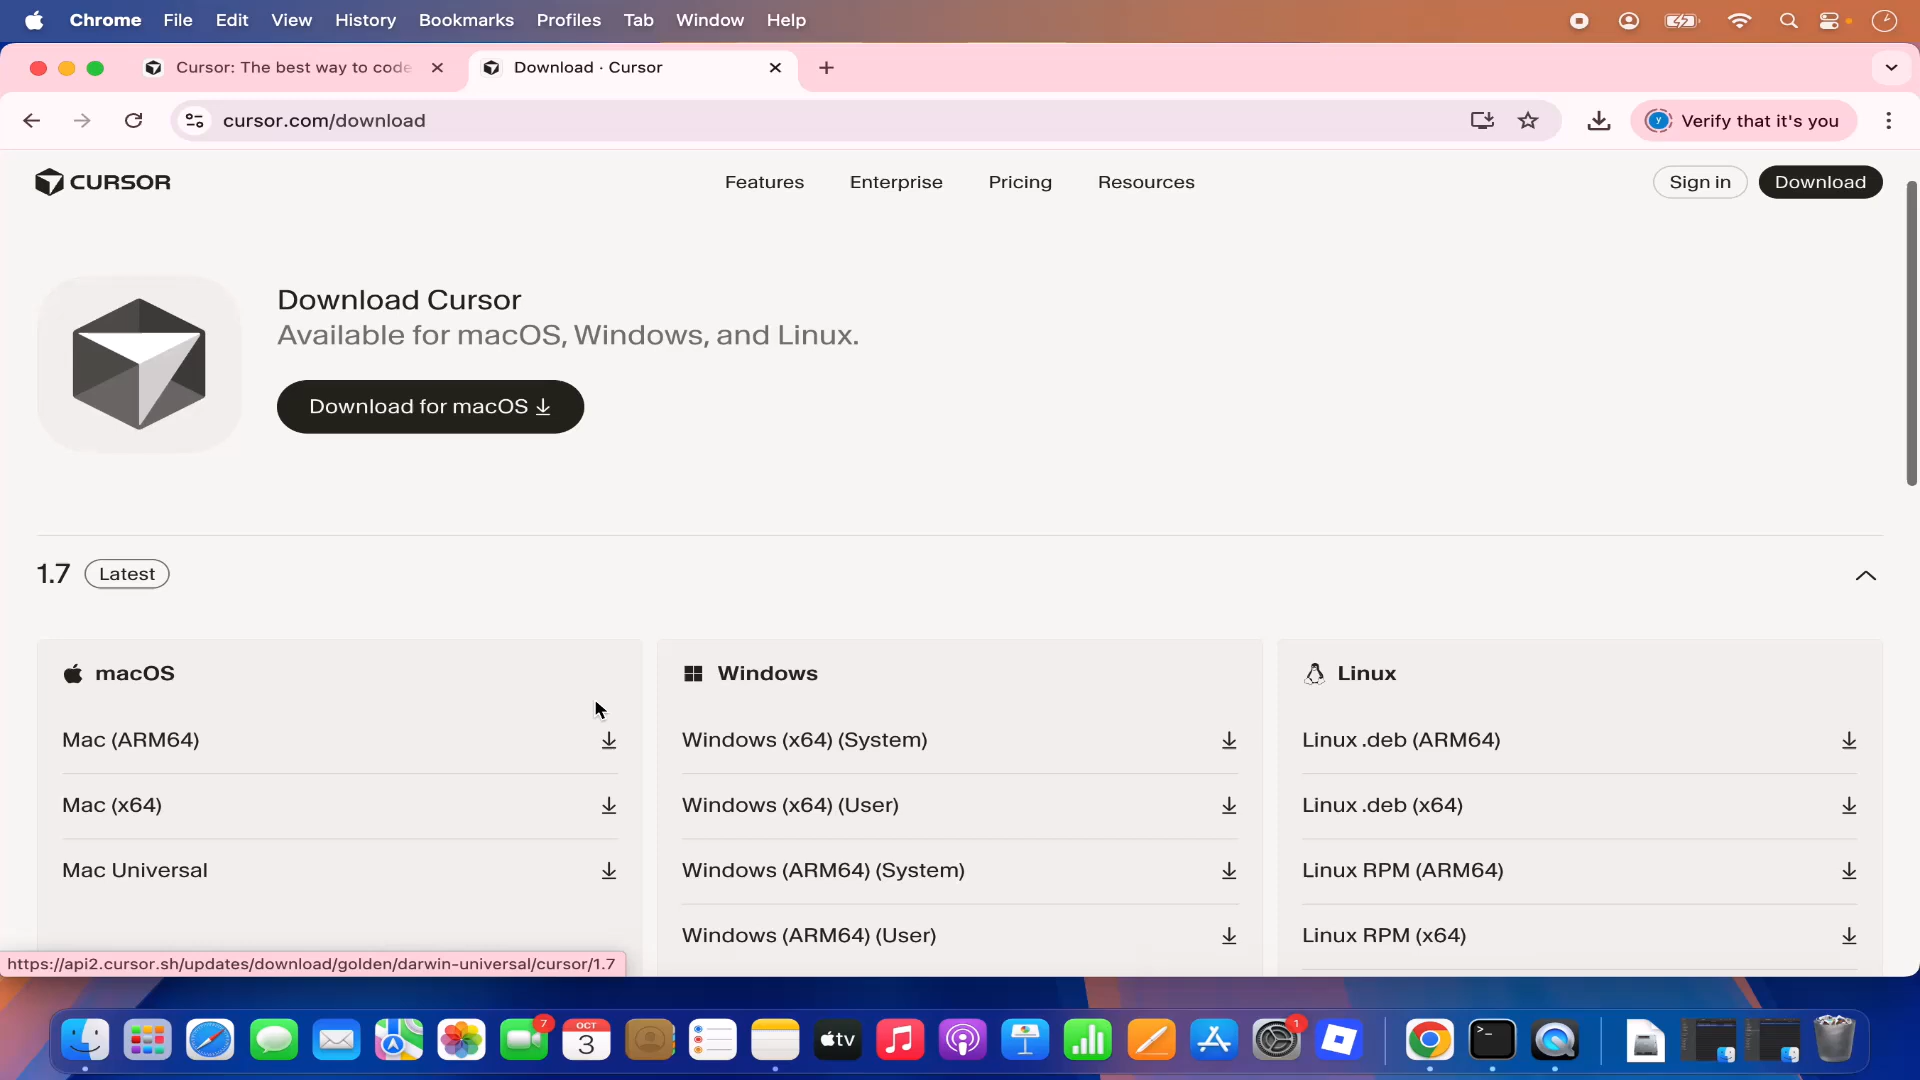 Chrome File Edit View History Bookmarks Profiles Tab Window Help
Cursor: The best way to code
Download · Cursor
cursor.com/download
Verify that it's you
CURSOR
Features Enterprise Pricing Resources
Sign in Download
Download Cursor
Available for macOS, Windows, and Linux.
Download for macOS
1.7 Latest
macOS
Mac (ARM64)
Mac (x64)
Mac Universal
Windows
Windows (x64) (System)
Windows (x64) (User)
Windows (ARM64) (System)
Windows (ARM64) (User)
Linux
Linux .deb (ARM64)
Linux .deb (x64)
Linux RPM (ARM64)
Linux RPM (x64)
https://api2.cursor.sh/updates/download/golden/darwin-universal/cursor/1.7
7
OCT
3
tv
1